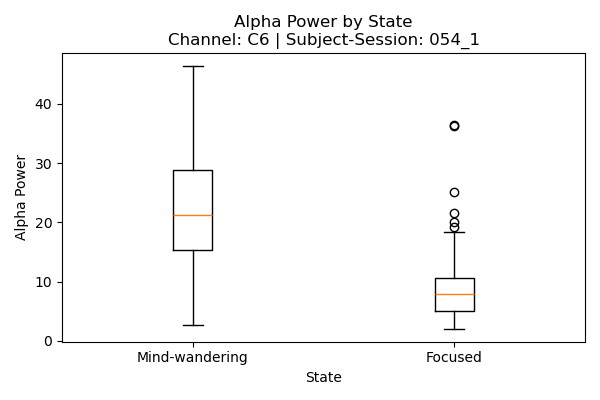 Alpha Power by State
Channel: C6 | Subject-Session: 054_1
Alpha Power
40
30
20
10
0
Mind-wandering
Focused
State